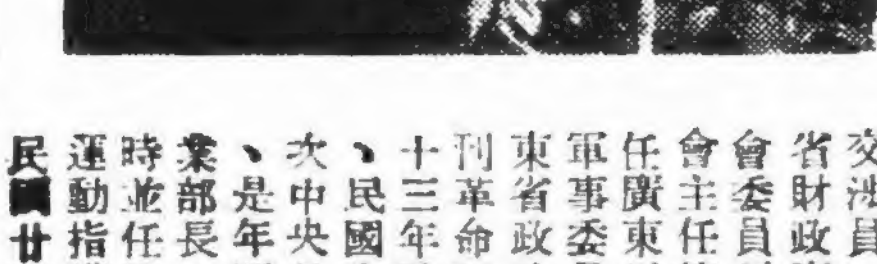 交涉員
省財政
會委員
會主任
任廣東
軍事委
東省政
刊革命
十三年
、民國
次中央
、是年
業部長
時並任
運動指
民國廿